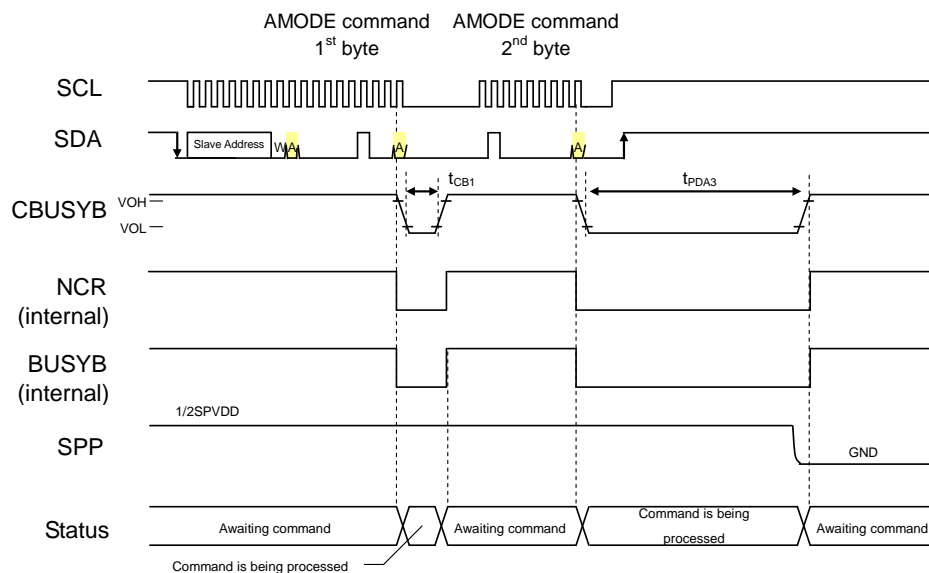 AMODE command
1st byte
AMODE command
2nd byte
SCL
SDA
Slave Address
W
A
A
A
CBUSYB
VOH
VOL
tCB1
tPDA3
NCR
(internal)
BUSYB
(internal)
1/2SPVDD
SPP
GND
Status
Awaiting command
Awaiting command
Command is being
processed
Awaiting command
Command is being processed